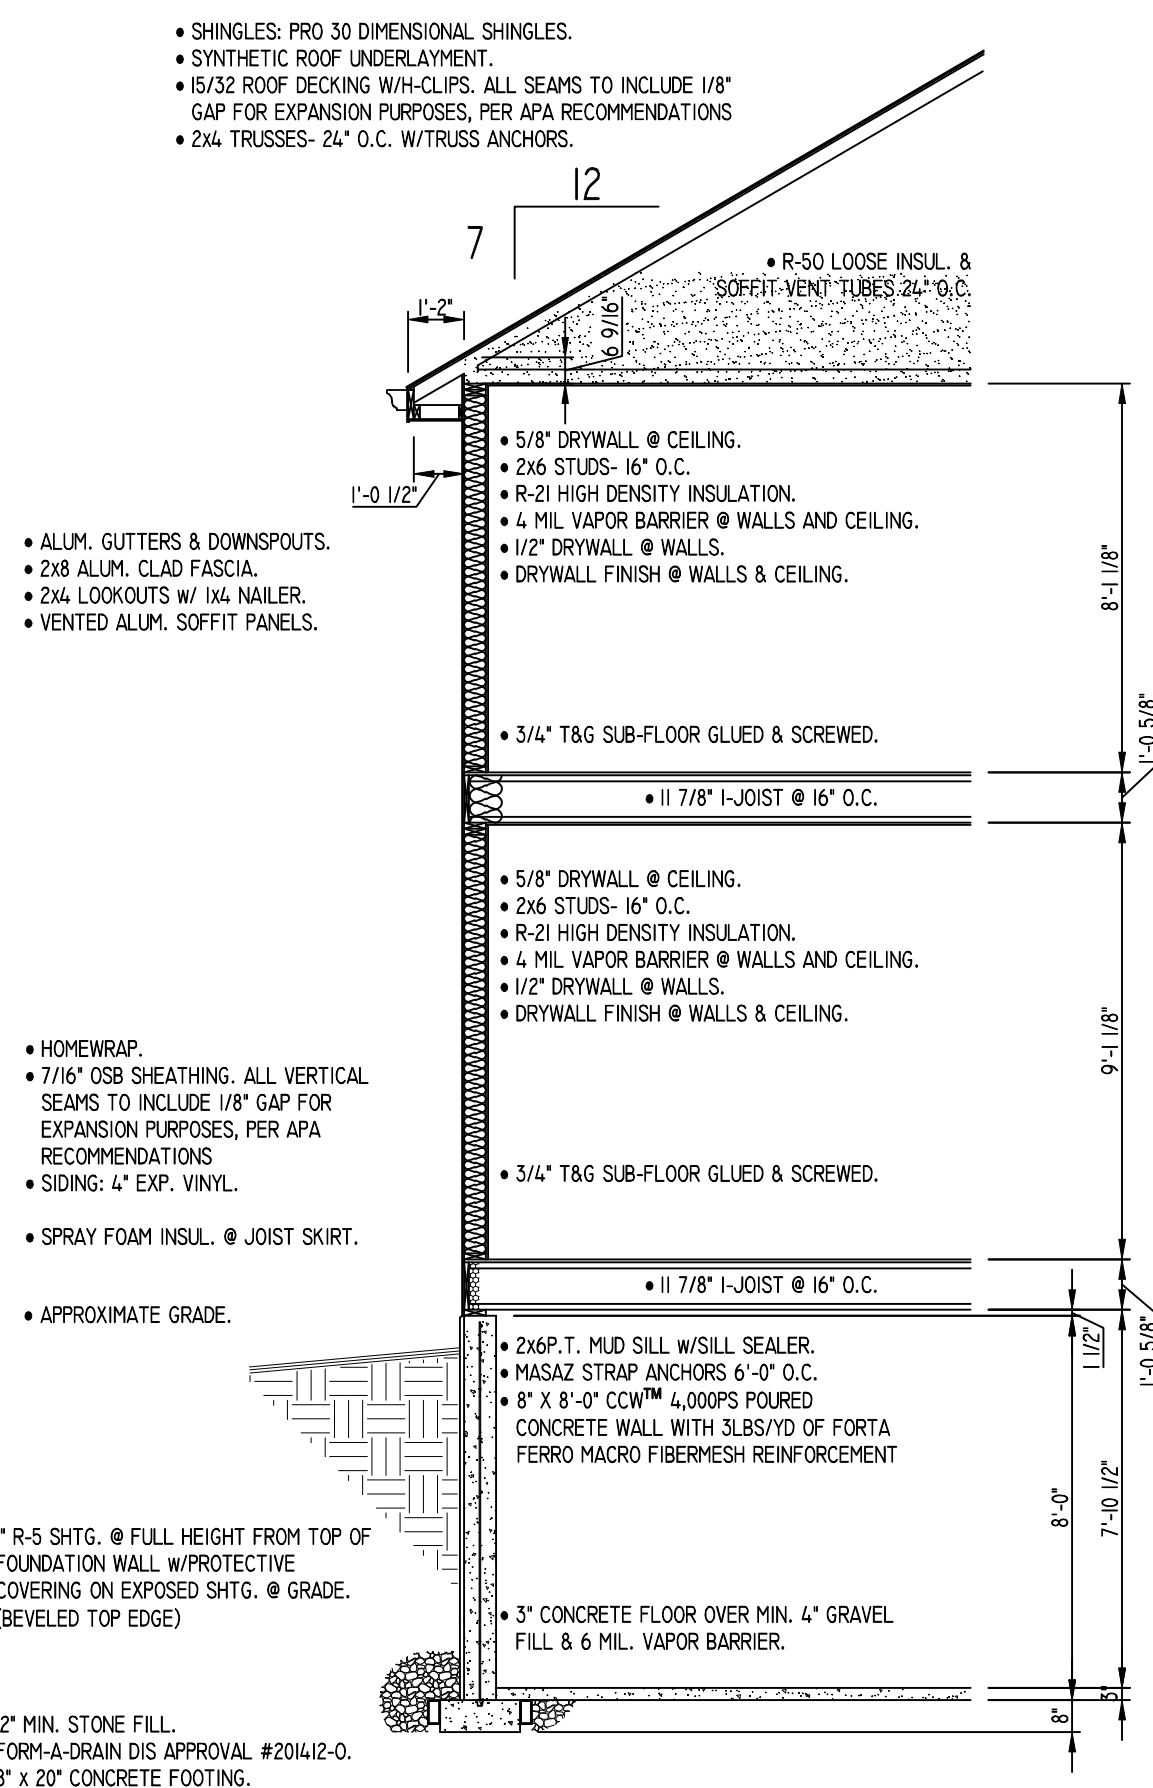 • SHINGLES: PRO 30 DIMENSIONAL SHINGLES.
• SYNTHETIC ROOF UNDERLAYMENT.
• 15/32 ROOF DECKING W/H-CLIPS. ALL SEAMS TO INCLUDE 1/8"
GAP FOR EXPANSION PURPOSES, PER APA RECOMMENDATIONS
• 2X4 TRUSSES- 24" O.C. W/TRUSS ANCHORS.
12
7
• R-50 LOOSE INSUL. &
SOFFIT VENT TUBES 24" O.C.
1'-2"
6 9/16"
• 5/8" DRYWALL @ CEILING.
• 2x6 STUDS- 16" O.C.
• R-21 HIGH DENSITY INSULATION.
• 4 MIL VAPOR BARRIER @ WALLS AND CEILING.
• 1/2" DRYWALL @ WALLS.
• DRYWALL FINISH @ WALLS & CEILING.
1'-0 1/2"
• ALUM. GUTTERS & DOWNSPOUTS.
• 2x8 ALUM. CLAD FASCIA.
• 2x4 LOOKOUTS w/ 1x4 NAILER.
• VENTED ALUM. SOFFIT PANELS.
8'-1 1/8"
• 3/4" T&G SUB-FLOOR GLUED & SCREWED.
1'-0 5/8"
• 11 7/8" I-JOIST @ 16" O.C.
• 5/8" DRYWALL @ CEILING.
• 2x6 STUDS- 16" O.C.
• R-21 HIGH DENSITY INSULATION.
• 4 MIL VAPOR BARRIER @ WALLS AND CEILING.
• 1/2" DRYWALL @ WALLS.
• DRYWALL FINISH @ WALLS & CEILING.
9'-1 1/8"
• HOMEWRAP.
• 7/16" OSB SHEATHING. ALL VERTICAL
SEAMS TO INCLUDE 1/8" GAP FOR
EXPANSION PURPOSES, PER APA
RECOMMENDATIONS
• SIDING: 4" EXP. VINYL.
• 3/4" T&G SUB-FLOOR GLUED & SCREWED.
• SPRAY FOAM INSUL. @ JOIST SKIRT.
• 11 7/8" I-JOIST @ 16" O.C.
• APPROXIMATE GRADE.
1 1/2"
1'-0 5/8"
• 2x6P.T. MUD SILL w/SILL SEALER.
• MASAZ STRAP ANCHORS 6'-0" O.C.
• 8" X 8'-0" CCW™ 4,000PS POURED
CONCRETE WALL WITH 3LBS/YD OF FORTA
FERRO MACRO FIBERMESH REINFORCEMENT
8'-0"
7'-10 1/2"
" R-5 SHTG. @ FULL HEIGHT FROM TOP OF
FOUNDATION WALL w/PROTECTIVE
COVERING ON EXPOSED SHTG. @ GRADE.
(BEVELED TOP EDGE)
• 3" CONCRETE FLOOR OVER MIN. 4" GRAVEL
FILL & 6 MIL. VAPOR BARRIER.
3"
8"
2" MIN. STONE FILL.
FORM-A-DRAIN DIS APPROVAL #201412-O.
8" x 20" CONCRETE FOOTING.